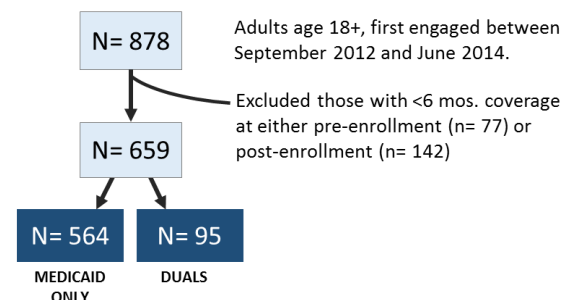 N= 878
Adults age 18+, first engaged between
September 2012 and June 2014.
Excluded those with <6 mos. coverage
at either pre-enrollment (n= 77) or
post-enrollment (n= 142)
N= 659
N= 564
N= 95
MEDICAID
ONLY
DUALS